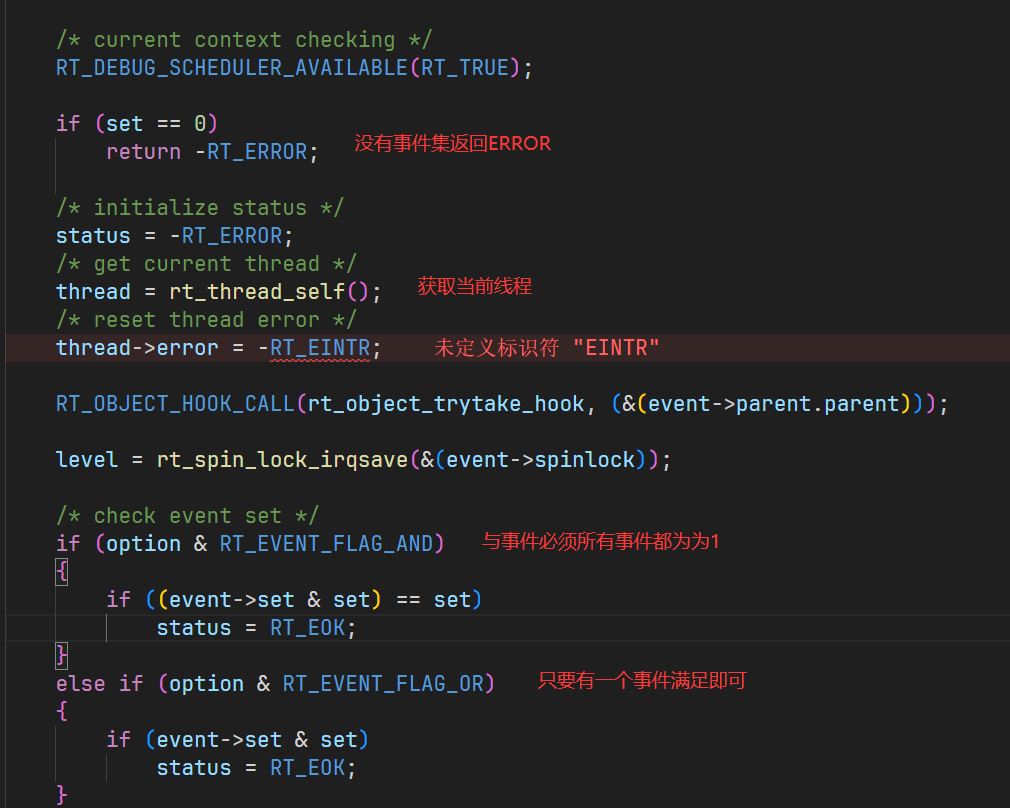 /* current context checking */
RT_DEBUG_SCHEDULER_AVAILABLE(RT_TRUE);
if (set == 0)
return -RT_ERROR; 没有事件集返回ERROR
/* initialize status */
status = -RT_ERROR;
/* get current thread */
thread = rt_thread_self(); 获取当前线程
/* reset thread error */
thread->error = -RT_EINTR; 未定义标识符 "EINTR"
RT_OBJECT_HOOK_CALL(rt_object_trytake_hook, (&(event->parent.parent)));
level = rt_spin_lock_irqsave(&(event->spinlock));
/* check event set */
if (option & RT_EVENT_FLAG_AND) 与事件必须所有事件都为为1
{
if ((event->set & set) == set)
status = RT_EOK;
}
else if (option & RT_EVENT_FLAG_OR) 只要有一个事件满足即可
{
if (event->set & set)
status = RT_EOK;
}